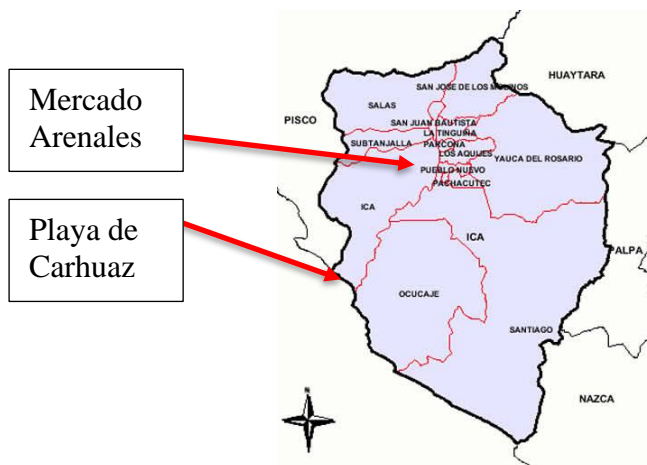 Mercado
Arenales
Playa de
Carhuaz
HUAYTARA
SAN JOSE DE LOS MOLINOS
SALAS
PISCO
SAN JUAN BAUTISTA
LA TINGUIÑA
SUBTANJALLA
PARCONA
LOS AQUIJES
YAUCA DEL ROSARIO
PUEBLO NUEVO
PACHACUTEC
ICA
ICA
PALPA
OCUCAJE
SANTIAGO
NAZCA
N